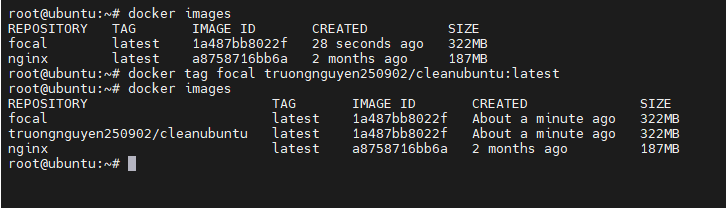 root@ubuntu:~# docker images
REPOSITORY   TAG       IMAGE ID       CREATED          SIZE
focal        latest    1a487bb8022f   28 seconds ago   322MB
nginx        latest    a8758716bb6a   2 months ago     187MB
root@ubuntu:~# docker tag focal truongnguyen250902/cleanubuntu:latest
root@ubuntu:~# docker images
REPOSITORY                       TAG       IMAGE ID       CREATED              SIZE
focal                            latest    1a487bb8022f   About a minute ago   322MB
truongnguyen250902/cleanubuntu   latest    1a487bb8022f   About a minute ago   322MB
nginx                            latest    a8758716bb6a   2 months ago         187MB
root@ubuntu:~#